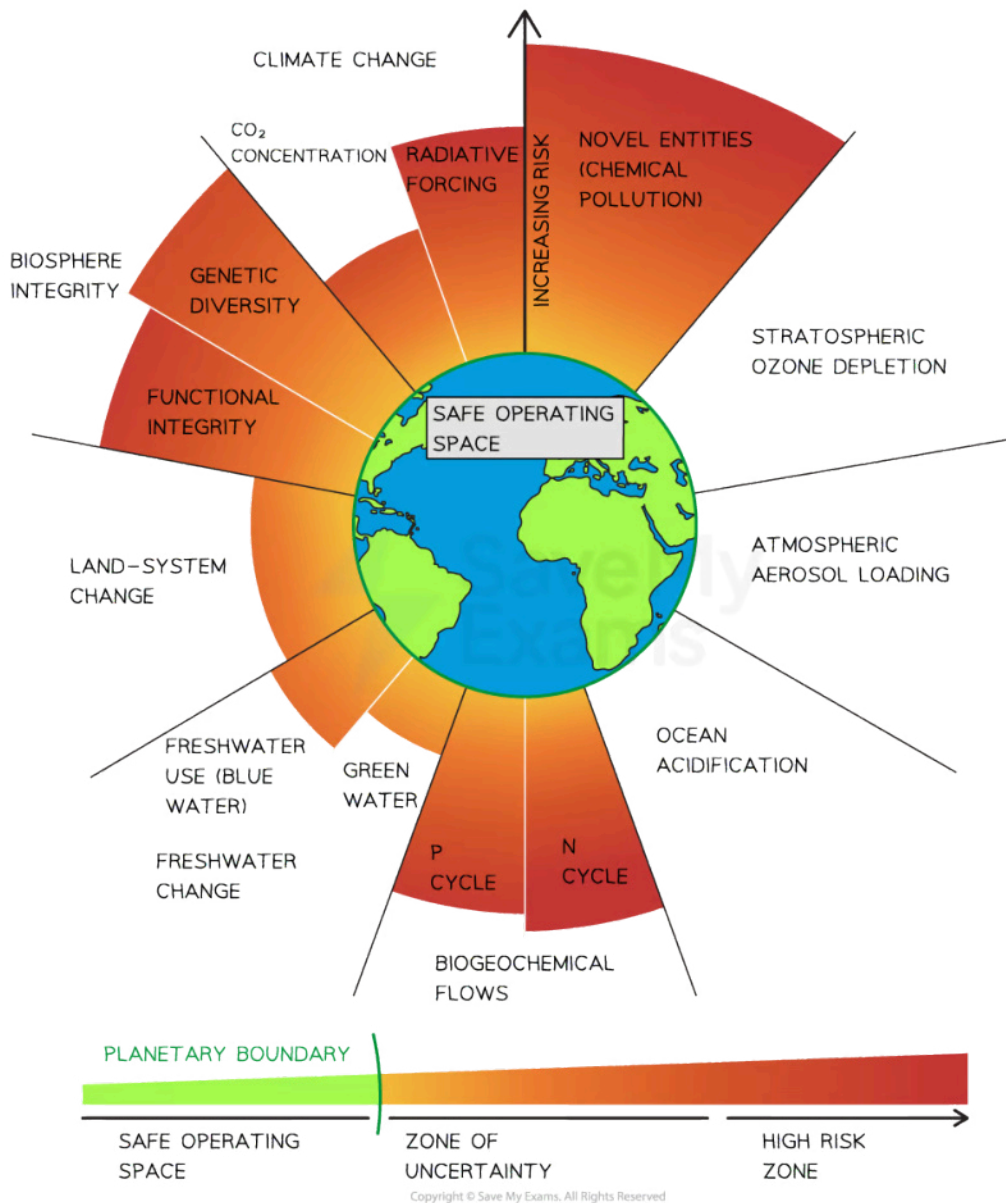 CLIMATE CHANGE
CO₂
CONCENTRATION
RADIATIVE
FORCING
INCREASING RISK
NOVEL ENTITIES
(CHEMICAL
POLLUTION)
BIOSPHERE
INTEGRITY
GENETIC
DIVERSITY
FUNCTIONAL
INTEGRITY
STRATOSPHERIC
OZONE DEPLETION
SAFE OPERATING
SPACE
LAND-SYSTEM
CHANGE
SaveMy
Exams
ATMOSPHERIC
AEROSOL LOADING
FRESHWATER
USE (BLUE
WATER)
GREEN
WATER
OCEAN
ACIDIFICATION
FRESHWATER
CHANGE
P
CYCLE
N
CYCLE
BIOGEOCHEMICAL
FLOWS
PLANETARY BOUNDARY
SAFE OPERATING
SPACE
ZONE OF
UNCERTAINTY
HIGH RISK
ZONE
Copyright © Save My Exams. All Rights Reserved